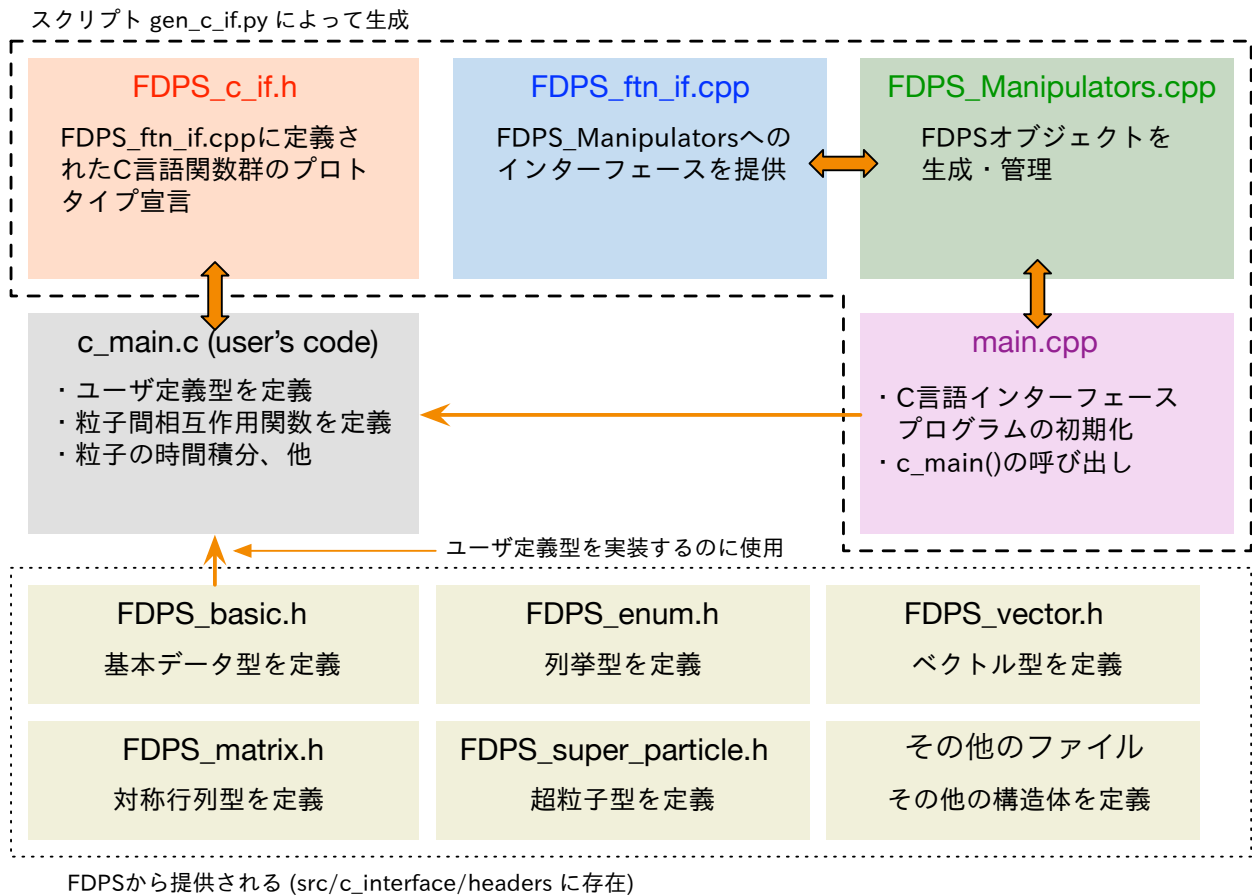 スクリプト gen_c_if.py によって生成
FDPS_c_if.h
FDPS_ftn_if.cppに定義さ
れたC言語関数群のプロト
タイプ宣言
FDPS_ftn_if.cpp
FDPS_Manipulatorsへの
インターフェースを提供
FDPS_Manipulators.cpp
FDPSオブジェクトを
生成・管理
c_main.c (user’s code)
・ユーザ定義型を定義
・粒子間相互作用関数を定義
・粒子の時間積分、他
main.cpp
・C言語インターフェース
プログラムの初期化
・c_main()の呼び出し
ユーザ定義型を実装するのに使用
FDPS_basic.h
基本データ型を定義
FDPS_enum.h
列挙型を定義
FDPS_vector.h
ベクトル型を定義
FDPS_matrix.h
対称行列型を定義
FDPS_super_particle.h
超粒子型を定義
その他のファイル
その他の構造体を定義
FDPSから提供される (src/c_interface/headers に存在)